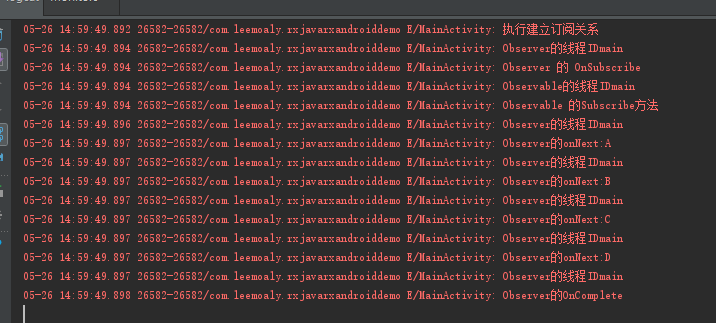 05-26 14:59:49.892 26582-26582/com.leemoaly.rxjavarxandroiddemo E/MainActivity: 执行建立订阅关系
05-26 14:59:49.894 26582-26582/com.leemoaly.rxjavarxandroiddemo E/MainActivity: Observer的线程IDmain
05-26 14:59:49.894 26582-26582/com.leemoaly.rxjavarxandroiddemo E/MainActivity: Observer 的 OnSubscribe
05-26 14:59:49.894 26582-26582/com.leemoaly.rxjavarxandroiddemo E/MainActivity: Observable的线程IDmain
05-26 14:59:49.894 26582-26582/com.leemoaly.rxjavarxandroiddemo E/MainActivity: Observable 的Subscribe方法
05-26 14:59:49.896 26582-26582/com.leemoaly.rxjavarxandroiddemo E/MainActivity: Observer的线程IDmain
05-26 14:59:49.897 26582-26582/com.leemoaly.rxjavarxandroiddemo E/MainActivity: Observer的onNext:A
05-26 14:59:49.897 26582-26582/com.leemoaly.rxjavarxandroiddemo E/MainActivity: Observer的线程IDmain
05-26 14:59:49.897 26582-26582/com.leemoaly.rxjavarxandroiddemo E/MainActivity: Observer的onNext:B
05-26 14:59:49.897 26582-26582/com.leemoaly.rxjavarxandroiddemo E/MainActivity: Observer的线程IDmain
05-26 14:59:49.897 26582-26582/com.leemoaly.rxjavarxandroiddemo E/MainActivity: Observer的onNext:C
05-26 14:59:49.897 26582-26582/com.leemoaly.rxjavarxandroiddemo E/MainActivity: Observer的线程IDmain
05-26 14:59:49.897 26582-26582/com.leemoaly.rxjavarxandroiddemo E/MainActivity: Observer的onNext:D
05-26 14:59:49.897 26582-26582/com.leemoaly.rxjavarxandroiddemo E/MainActivity: Observer的线程IDmain
05-26 14:59:49.898 26582-26582/com.leemoaly.rxjavarxandroiddemo E/MainActivity: Observer的OnComplete